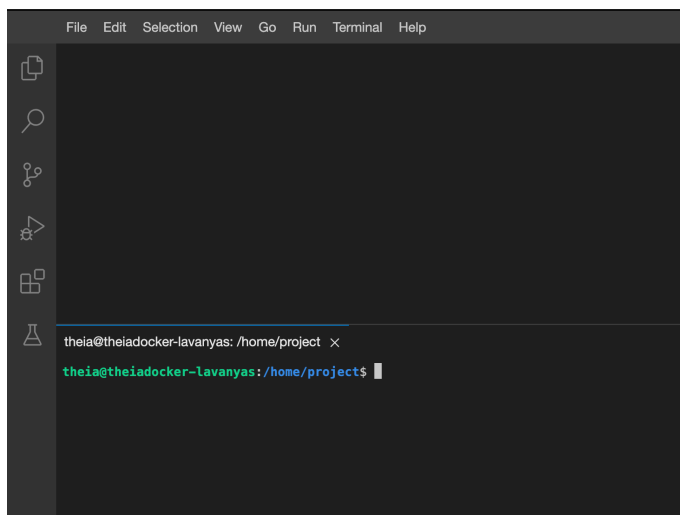 File Edit Selection View Go Run Terminal Help
theia@theiadocker-lavanyas: /home/project ×
theia@theiadocker-lavanyas:/home/project$